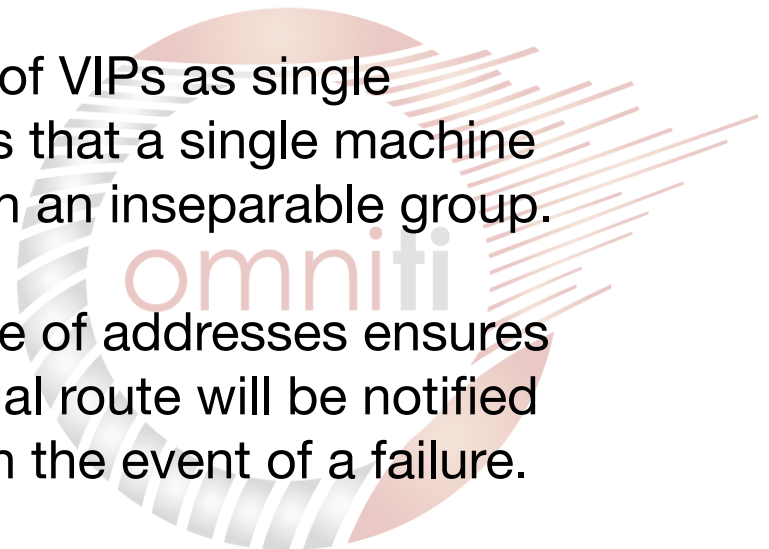 of VIPs as single
s that a single machine
n an inseparable group.
omniti
e of addresses ensures
al route will be notified
n the event of a failure.